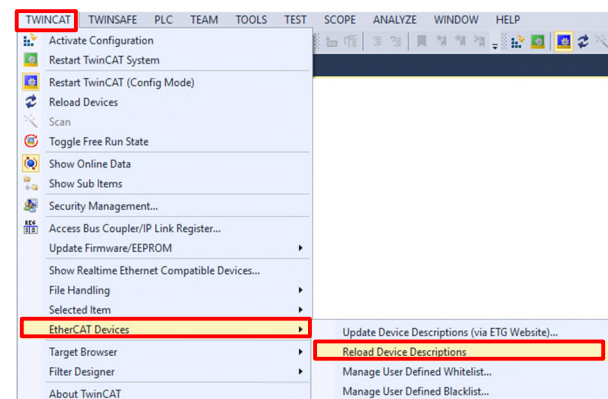 TWINCAT TWINSAFE PLC TEAM TOOLS TEST SCOPE ANALYZE WINDOW HELP
Activate Configuration
Restart TwinCAT System
Restart TwinCAT (Config Mode)
Reload Devices
Scan
Toggle Free Run State
Show Online Data
Show Sub Items
Security Management...
Access Bus Coupler/IP Link Register...
Update Firmware/EEPROM
Show Realtime Ethernet Compatible Devices...
File Handling
Selected Item
EtherCAT Devices
Update Device Descriptions (via ETG Website)...
Target Browser
Reload Device Descriptions
Filter Designer
Manage User Defined Whitelist...
About TwinCAT
Manage User Defined Blacklist...